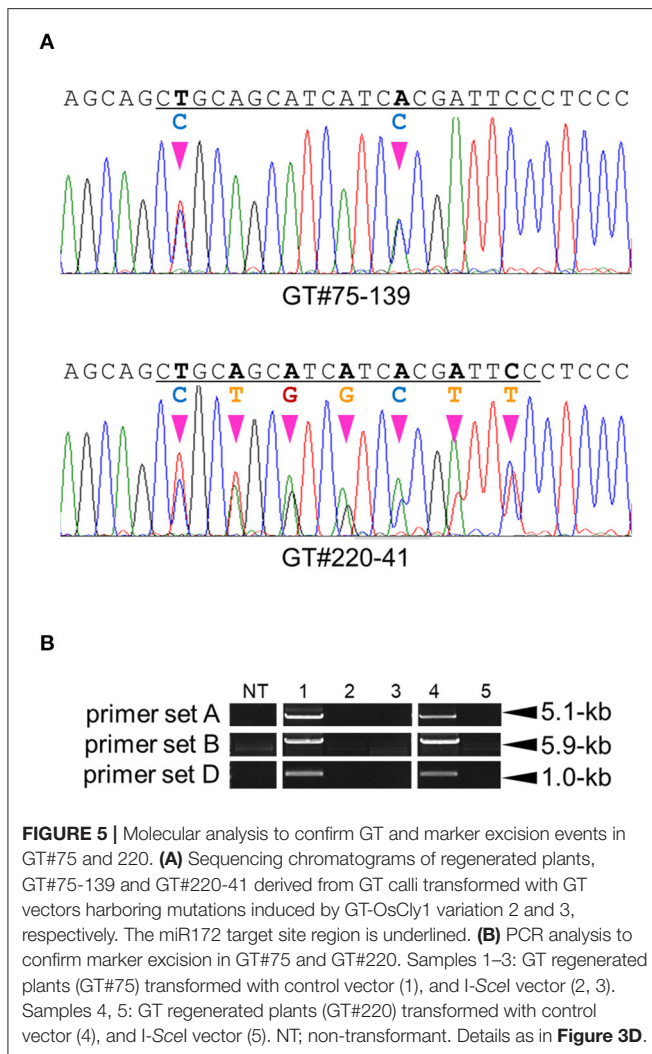 A
AGCAGCTGCAGCATCATCACGATTCCCTCCC
C C
GT#75-139
AGCAGCTGCAGCATCATCACGATTCCCTCCC
C T G G C T T
GT#220-41
B
NT 1 2 3 4 5
primer set A 5.1-kb
primer set B 5.9-kb
primer set D 1.0-kb
FIGURE 5 | Molecular analysis to confirm GT and marker excision events in
GT#75 and 220. (A) Sequencing chromatograms of regenerated plants,
GT#75-139 and GT#220-41 derived from GT calli transformed with GT
vectors harboring mutations induced by GT-OsCly1 variation 2 and 3,
respectively. The miR172 target site region is underlined. (B) PCR analysis to
confirm marker excision in GT#75 and GT#220. Samples 1–3: GT regenerated
plants (GT#75) transformed with control vector (1), and I-SceI vector (2, 3).
Samples 4, 5: GT regenerated plants (GT#220) transformed with control
vector (4), and I-SceI vector (5). NT; non-transformant. Details as in Figure 3D.